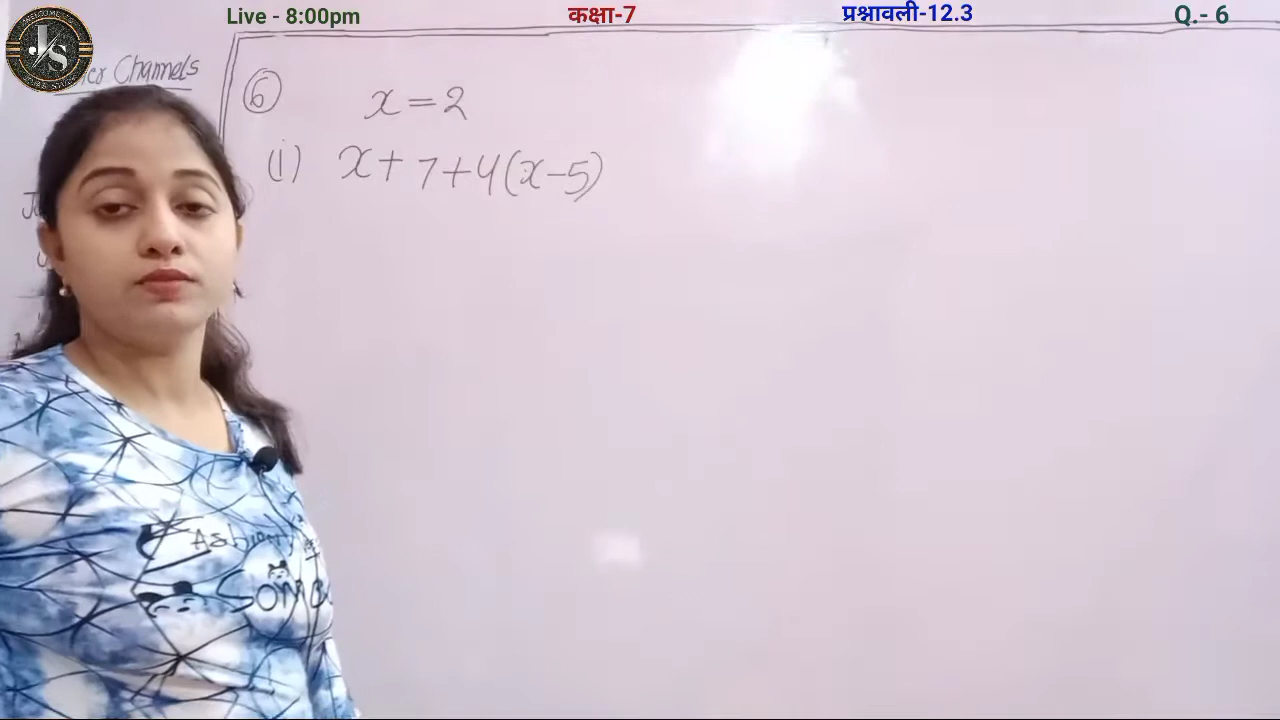 Live - 8:00pm
कक्षा-7
प्रश्नावली-12.3
Q.- 6
Channels
6 x = 2
(i) x + 7 + 4(x - 5)